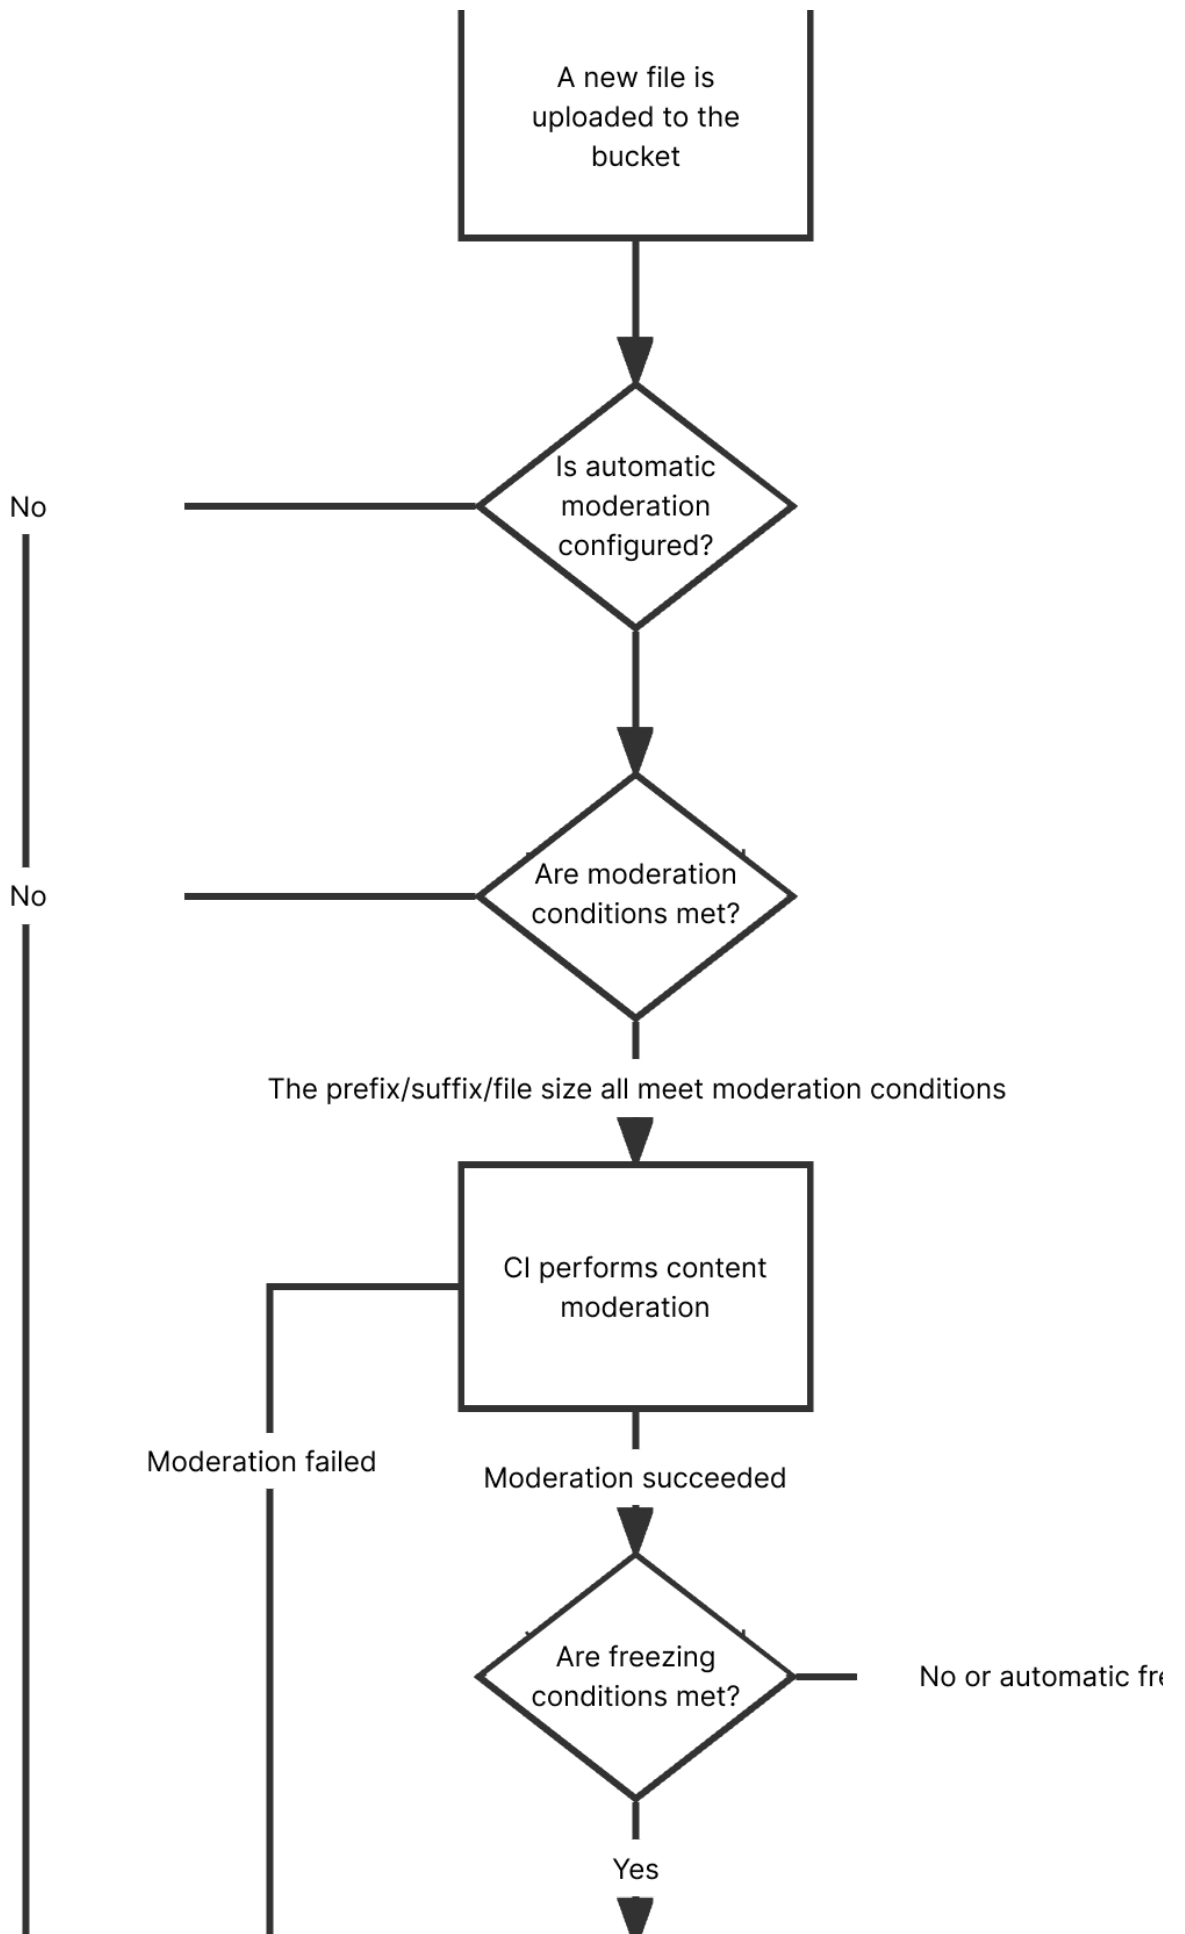 A new file is
uploaded to the
bucket
Is automatic
moderation
configured?
No
Are moderation
conditions met?
No
The prefix/suffix/file size all meet moderation conditions
CI performs content
moderation
Moderation failed
Moderation succeeded
Are freezing
conditions met?
No or automatic
Yes